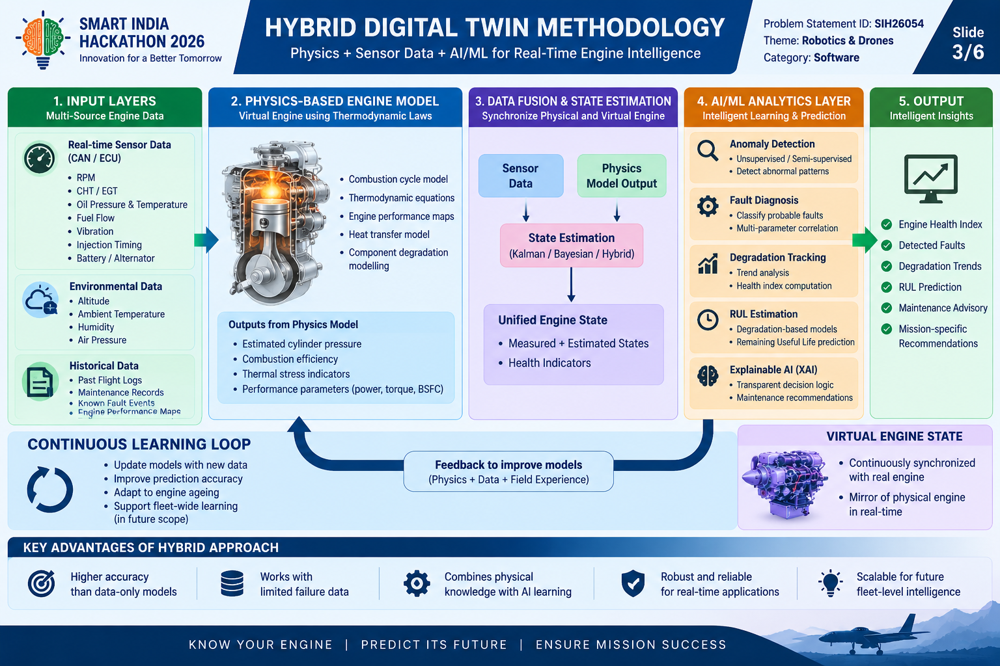 SMART INDIA
HACKATHON 2026
Innovation for a Better Tomorrow
HYBRID DIGITAL TWIN METHODOLOGY
Physics + Sensor Data + AI/ML for Real-Time Engine Intelligence
Problem Statement ID: SIH26054
Theme: Robotics & Drones
Category: Software
Slide
3/6
1. INPUT LAYERS
Multi-Source Engine Data
Real-time Sensor Data
(CAN / ECU)
• RPM
• CHT / EGT
• Oil Pressure & Temperature
• Fuel Flow
• Vibration
• Injection Timing
• Battery / Alternator
Environmental Data
• Altitude
• Ambient Temperature
• Humidity
• Air Pressure
Historical Data
• Past Flight Logs
• Maintenance Records
• Known Fault Events
• Engine Performance Maps
2. PHYSICS-BASED ENGINE MODEL
Virtual Engine using Thermodynamic Laws
• Combustion cycle model
• Thermodynamic equations
• Engine performance maps
• Heat transfer model
• Component degradation
modelling
Outputs from Physics Model
• Estimated cylinder pressure
• Combustion efficiency
• Thermal stress indicators
• Performance parameters (power, torque, BSFC)
3. DATA FUSION & STATE ESTIMATION
Synchronize Physical and Virtual Engine
Sensor
Data
Physics
Model Output
State Estimation
(Kalman / Bayesian / Hybrid)
Unified Engine State
• Measured + Estimated States
• Health Indicators
4. AI/ML ANALYTICS LAYER
Intelligent Learning & Prediction
Anomaly Detection
• Unsupervised / Semi-supervised
• Detect abnormal patterns
Fault Diagnosis
• Classify probable faults
• Multi-parameter correlation
Degradation Tracking
• Trend analysis
• Health index computation
RUL Estimation
• Degradation-based models
• Remaining Useful Life prediction
Explainable AI (XAI)
• Transparent decision logic
• Maintenance recommendations
5. OUTPUT
Intelligent Insights
Engine Health Index
Detected Faults
Degradation Trends
RUL Prediction
Maintenance Advisory
Mission-specific
Recommendations
CONTINUOUS LEARNING LOOP
• Update models with new data
• Improve prediction accuracy
• Adapt to engine ageing
• Support fleet-wide learning
(in future scope)
Feedback to improve models
(Physics + Data + Field Experience)
VIRTUAL ENGINE STATE
• Continuously synchronized
with real engine
• Mirror of physical engine
in real-time
KEY ADVANTAGES OF HYBRID APPROACH
Higher accuracy
than data-only models
Works with
limited failure data
Combines physical
knowledge with AI learning
Robust and reliable
for real-time applications
Scalable for future
fleet-level intelligence
KNOW YOUR ENGINE | PREDICT ITS FUTURE | ENSURE MISSION SUCCESS